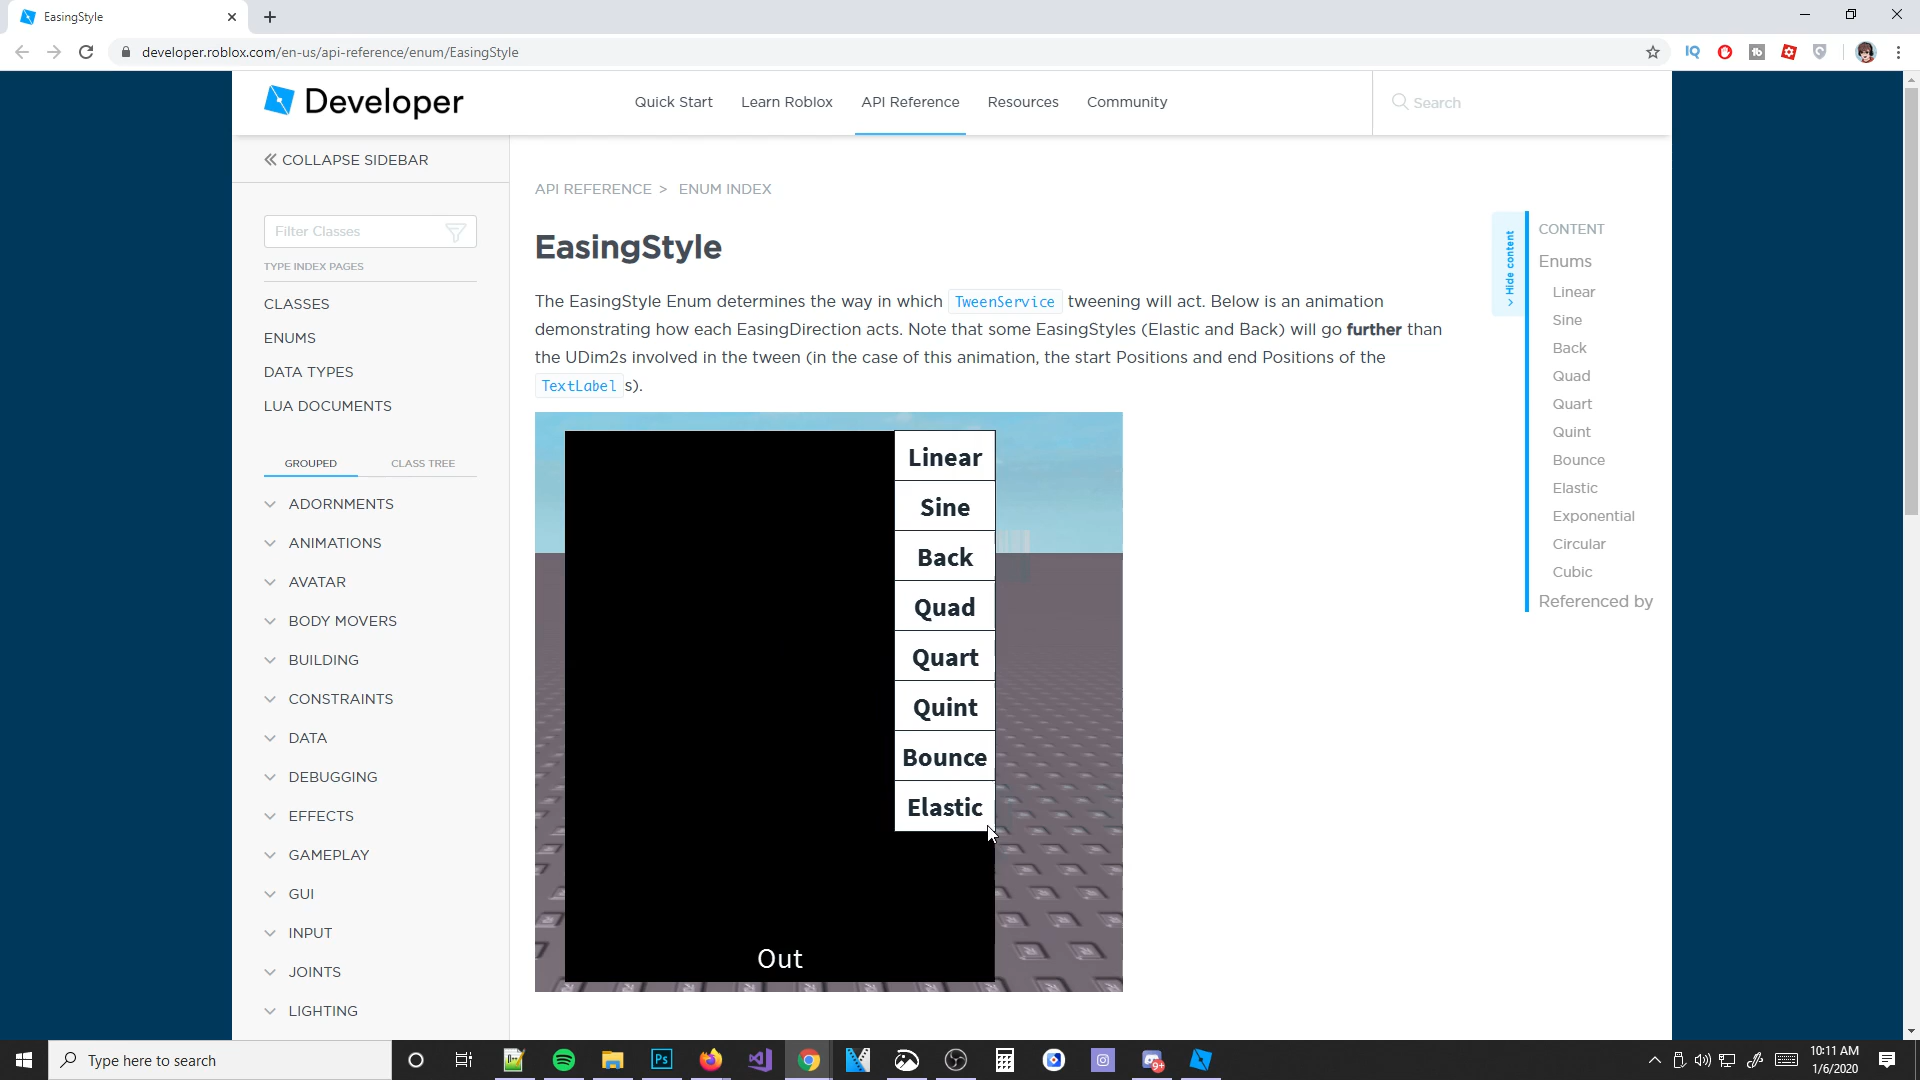 EasingStyle
developer.roblox.com/en-us/api-reference/enum/EasingStyle
Developer
Quick Start
Learn Roblox
API Reference
Resources
Community
Search
COLLAPSE SIDEBAR
Filter Classes
TYPE INDEX PAGES
CLASSES
ENUMS
DATA TYPES
LUA DOCUMENTS
GROUPED
CLASS TREE
ADORNMENTS
ANIMATIONS
AVATAR
BODY MOVERS
BUILDING
CONSTRAINTS
DATA
DEBUGGING
EFFECTS
GAMEPLAY
GUI
INPUT
JOINTS
LIGHTING
API REFERENCE > ENUM INDEX
EasingStyle
The EasingStyle Enum determines the way in which TweenService tweening will act. Below is an animation
demonstrating how each EasingDirection acts. Note that some EasingStyles (Elastic and Back) will go further than
the UDim2s involved in the tween (in the case of this animation, the start Positions and end Positions of the
TextLabel s).
Linear
Sine
Back
Quad
Quart
Quint
Bounce
Elastic
Out
Hide content
CONTENT
Enums
Linear
Sine
Back
Quad
Quart
Quint
Bounce
Elastic
Exponential
Circular
Cubic
Referenced by
Type here to search
Ps
9+
10:11 AM
1/6/2020